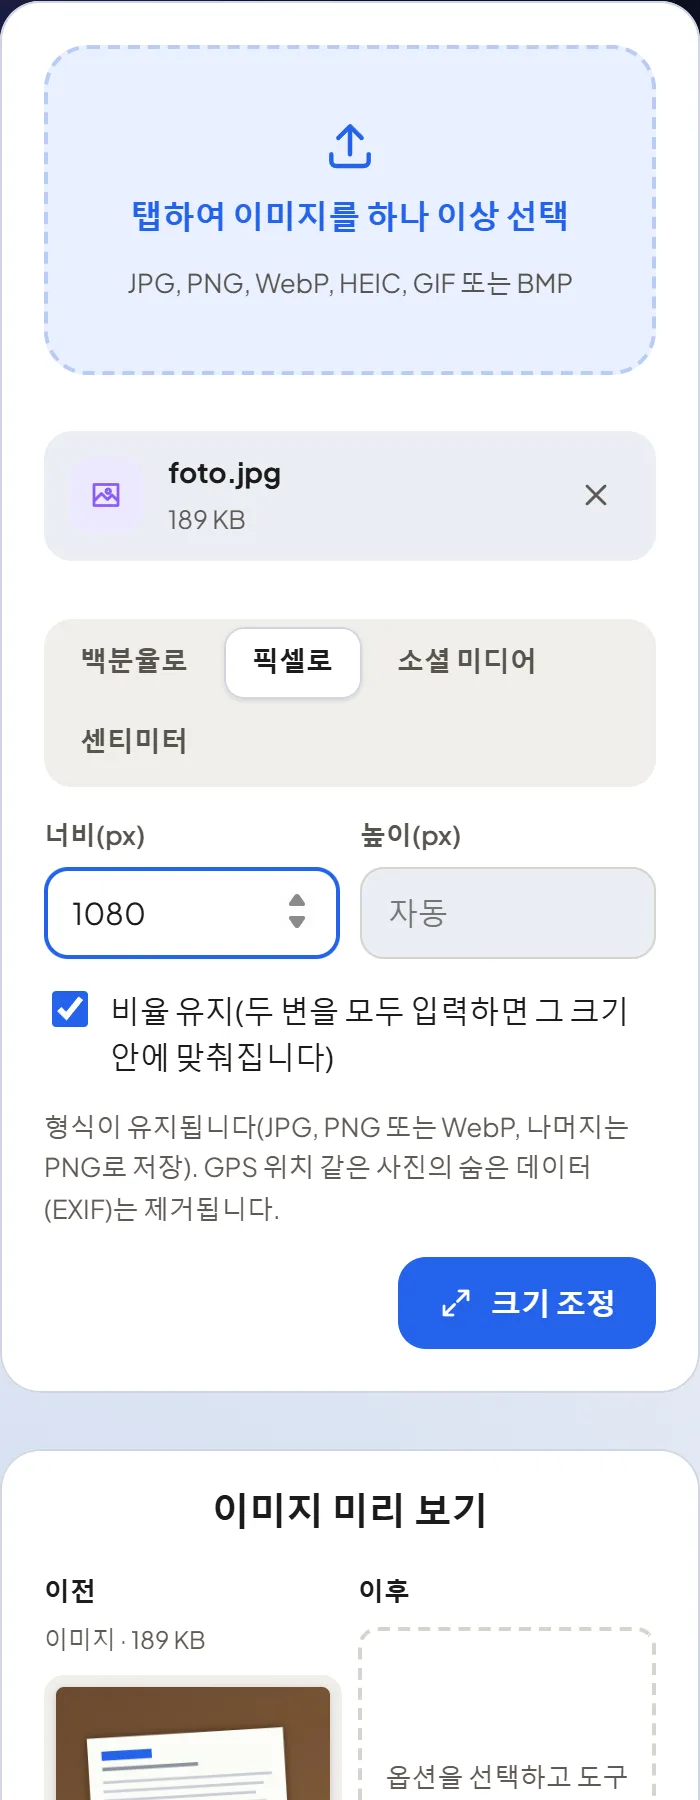 탭하여 이미지를 하나 이상 선택
JPG, PNG, WebP, HEIC, GIF 또는 BMP
foto.jpg
189 KB
백분율로
픽셀로
소셜 미디어
센티미터
너비(px)
높이(px)
1080
자동
비율 유지(두 변을 모두 입력하면 그 크기
안에 맞춰집니다)
형식이 유지됩니다(JPG, PNG 또는 WebP, 나머지는
PNG로 저장). GPS 위치 같은 사진의 숨은 데이터
(EXIF)는 제거됩니다.
크기 조정
이미지 미리 보기
이전
이후
이미지 · 189 KB
옵션을 선택하고 도구